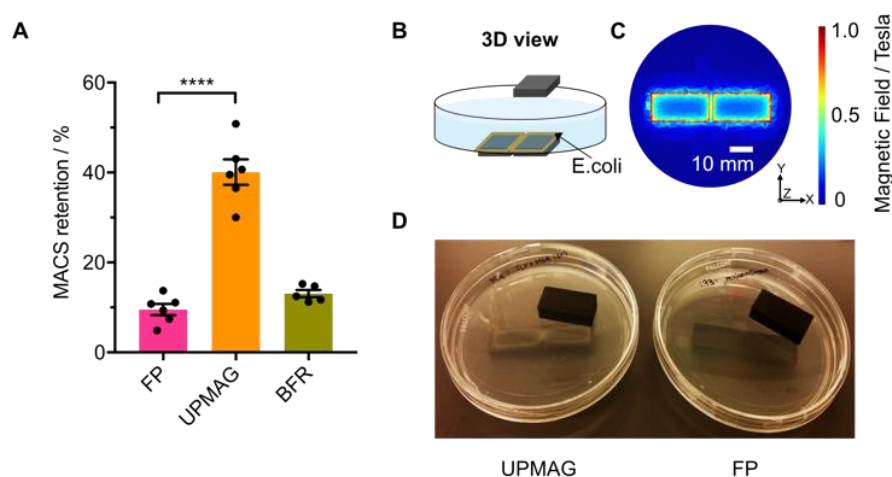 A
MACS retention / %
60
40
20
0
****
FP
UPMAG
BFR
B
3D view
E.coli
C
10 mm
Y
Z
X
1.0
0.5
0
Magnetic Field / Tesla
D
UPMAG
FP